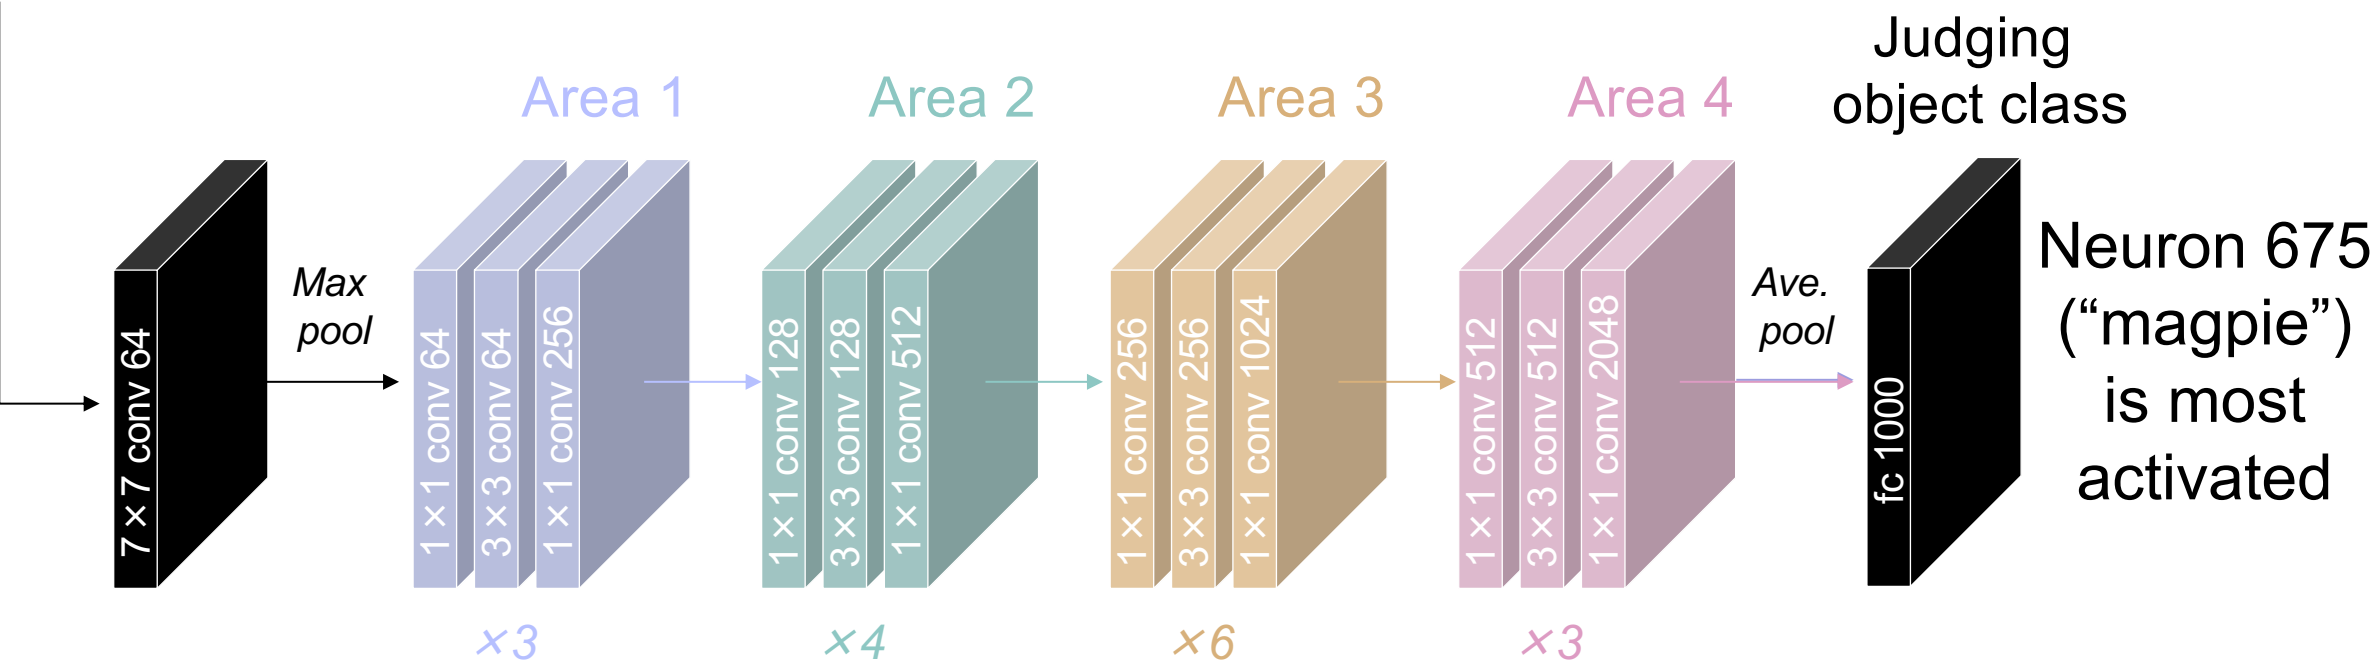 Judging
object class
Area 1
Area 2
Area 3
Area 4
7×7 conv 64
Max
pool
1×1 conv 64
3×3 conv 64
1×1 conv 256
1×1 conv 128
3×3 conv 128
1×1 conv 512
1×1 conv 256
3×3 conv 256
1×1 conv 1024
1×1 conv 512
3×3 conv 512
1×1 conv 2048
Ave.
pool
fc 1000
Neuron 675
(“magpie”)
is most
activated
×3
×4
×6
×3